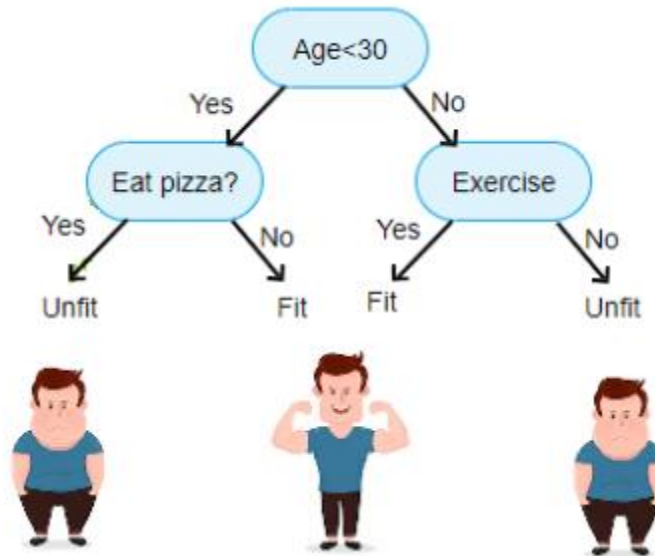 Age<30
Yes
No
Eat pizza?
Exercise
Yes
No
Yes
No
Unfit
Fit
Fit
Unfit